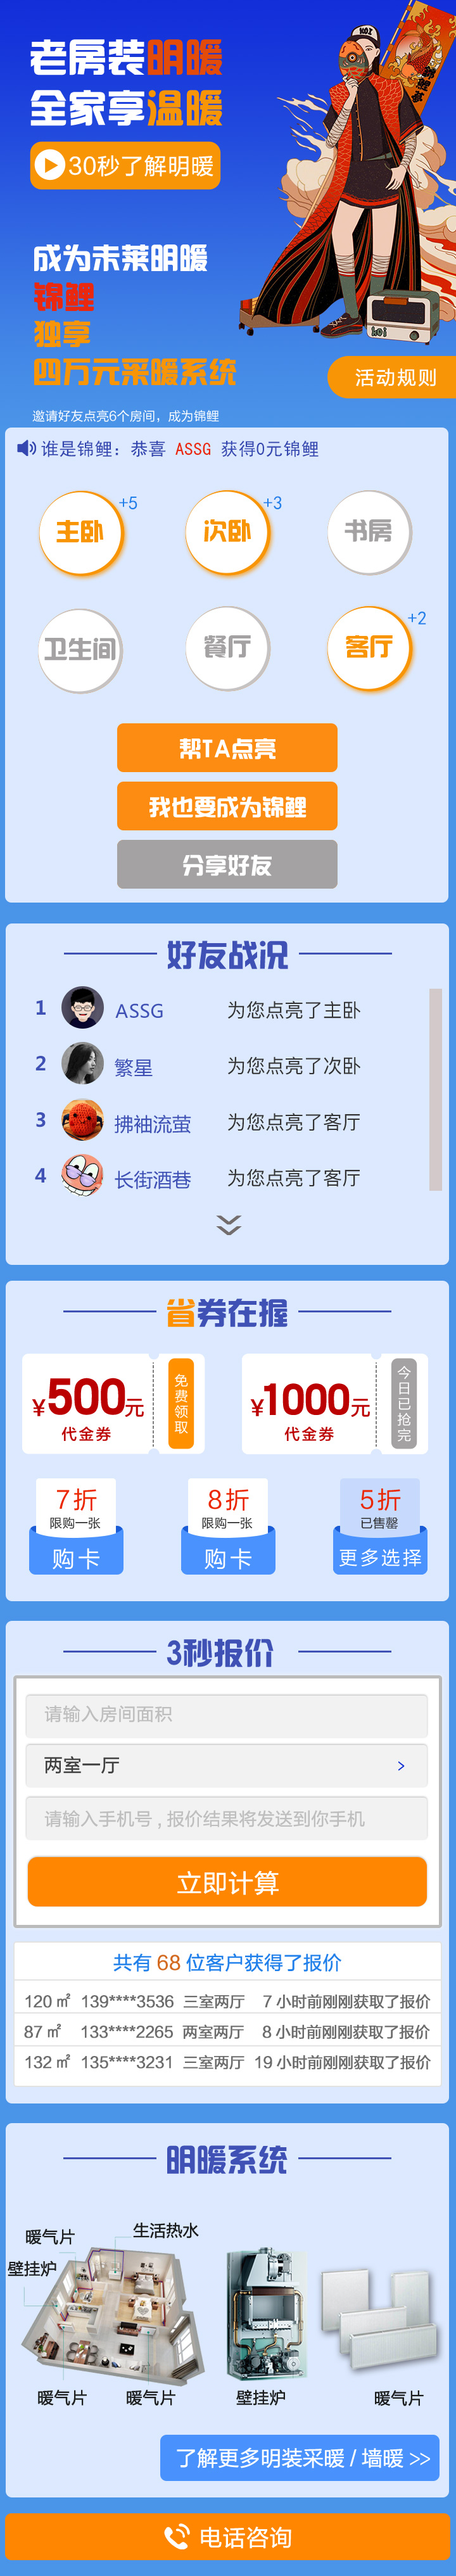 老房装明暖
全家享温暖
30秒了解明暖
成为未莱明暖
锦鲤
独享
四万元采暖系统
活动规则
邀请好友点亮6个房间，成为锦鲤
KOI
koi
谁是锦鲤：恭喜 ASSG 获得0元锦鲤
主卧 +5
次卧 +3
书房
卫生间
餐厅
客厅 +2
帮TA点亮
我也要成为锦鲤
分享好友
好友战况
1 ASSG 为您点亮了主卧
2 繁星 为您点亮了次卧
3 拂袖流萤 为您点亮了客厅
4 长街酒巷 为您点亮了客厅
省券在握
¥500元
代金券
免费领取
¥1000元
代金券
今日已抢完
7折
限购一张
购卡
8折
限购一张
购卡
5折
已售罄
更多选择
3秒报价
请输入房间面积
两室一厅 >
请输入手机号，报价结果将发送到你手机
立即计算
共有 68 位客户获得了报价
120㎡ 139****3536 三室两厅 7小时前刚刚获取了报价
87㎡ 133****2265 两室两厅 8小时前刚刚获取了报价
132㎡ 135****3231 三室两厅 19小时前刚刚获取了报价
明暖系统
生活热水
暖气片
壁挂炉
暖气片
暖气片
壁挂炉
暖气片
了解更多明装采暖 / 墙暖 >>
电话咨询